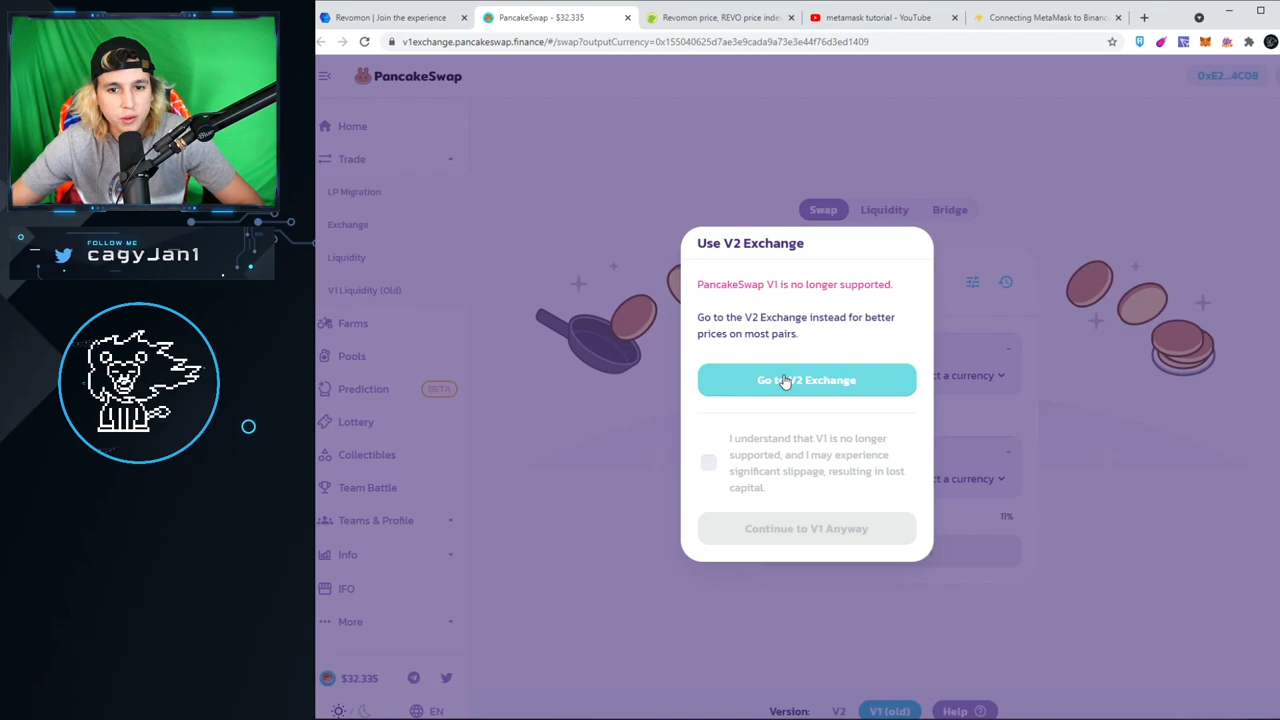 Revomon | Join the experience
PancakeSwap - $32.335
Revomon price, REVO price inde
metamask tutorial - YouTube
Connecting MetaMask to Binanc
v1exchange.pancakeswap.finance/#/swap?outputCurrency=0x155040625d7ae3e9cada9a73e3e44f76d3ed1409
PancakeSwap
0xE2...4C08
Home
Trade
LP Migration
Exchange
Liquidity
V1 Liquidity (Old)
Farms
Pools
Prediction
BETA
Lottery
Collectibles
Team Battle
Teams & Profile
Info
IFO
More
$32.335
EN
Swap
Liquidity
Bridge
Use V2 Exchange
PancakeSwap V1 is no longer supported.
Go to the V2 Exchange instead for better
prices on most pairs.
Go to V2 Exchange
I understand that V1 is no longer
supported, and I may experience
significant slippage, resulting in lost
capital.
Continue to V1 Anyway
ct a currency
ct a currency
11%
Version:
V2
V1 (old)
Help
FOLLOW ME
cagyJan1